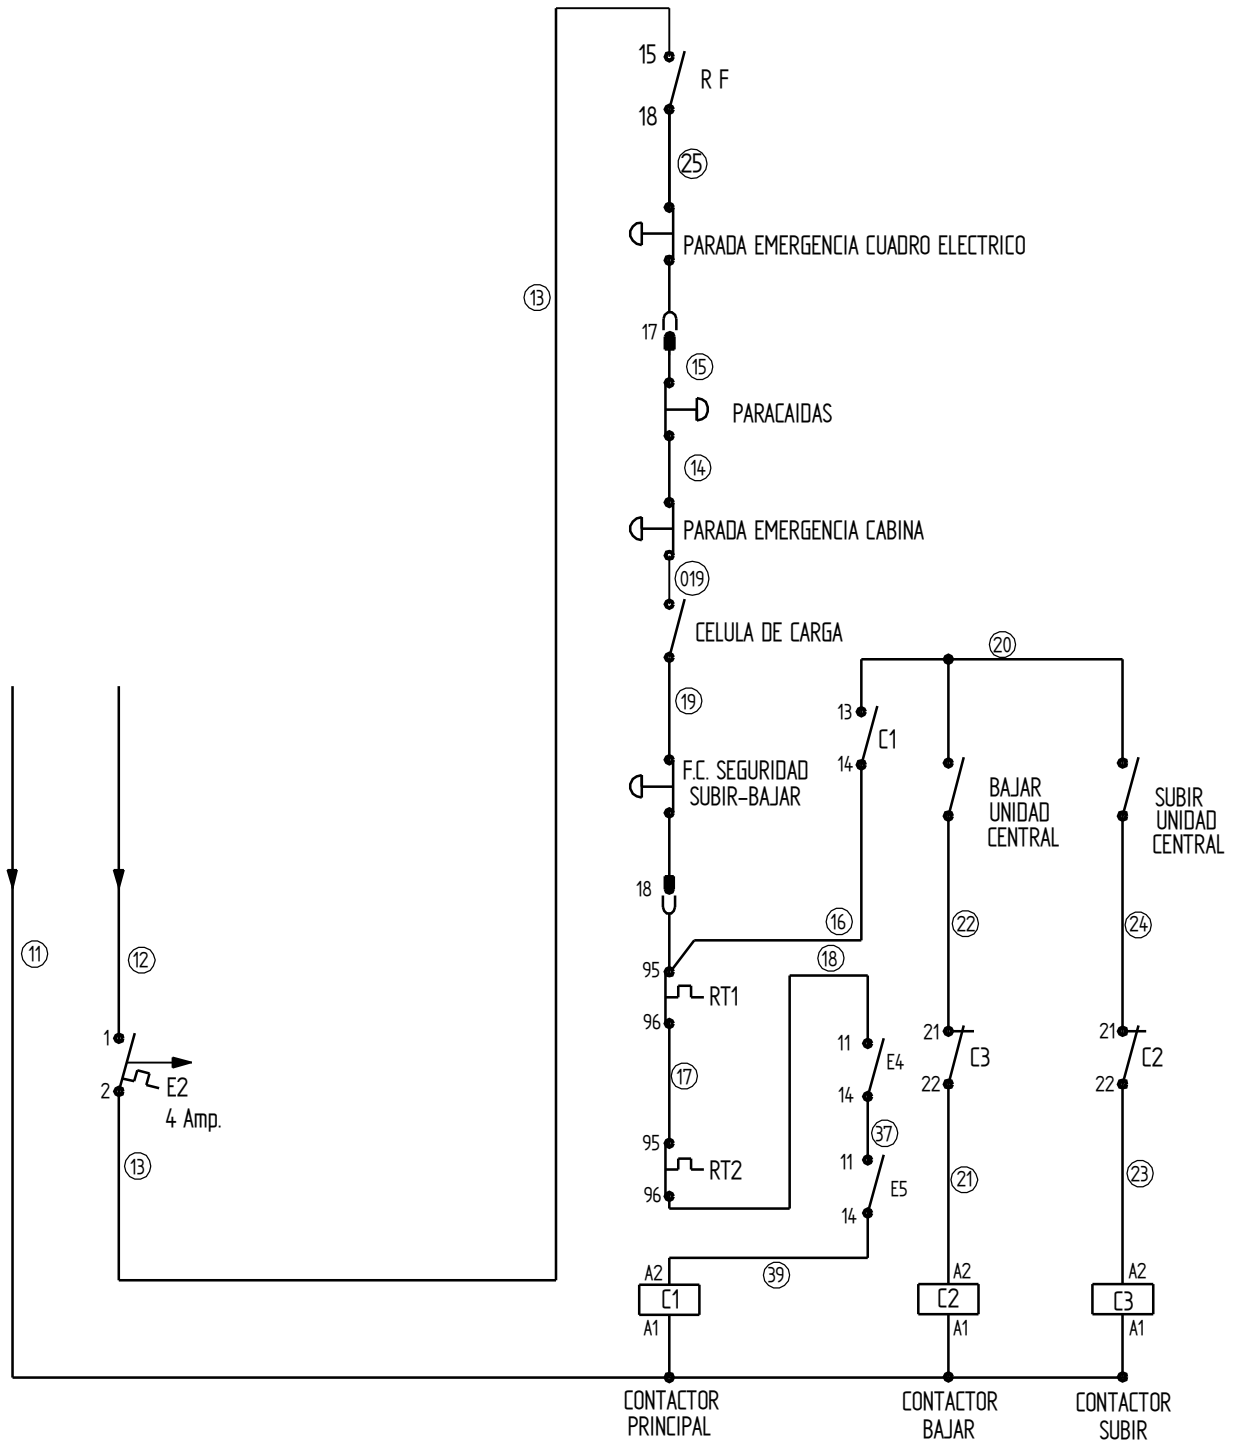 15
R F
18
25
PARADA EMERGENCIA CUADRO ELECTRICO
13
17
15
PARACAIDAS
14
PARADA EMERGENCIA CABINA
019
CELULA DE CARGA
20
19
13
C1
14
F.C. SEGURIDAD
SUBIR-BAJAR
BAJAR
UNIDAD
CENTRAL
SUBIR
UNIDAD
CENTRAL
18
16
22
24
11
12
18
95
RT1
96
1
2
E2
4 Amp.
11
E4
14
21
C3
22
21
C2
22
17
37
95
RT2
96
11
E5
14
13
21
23
39
A2
C1
A1
A2
C2
A1
A2
C3
A1
CONTACTOR
PRINCIPAL
CONTACTOR
BAJAR
CONTACTOR
SUBIR